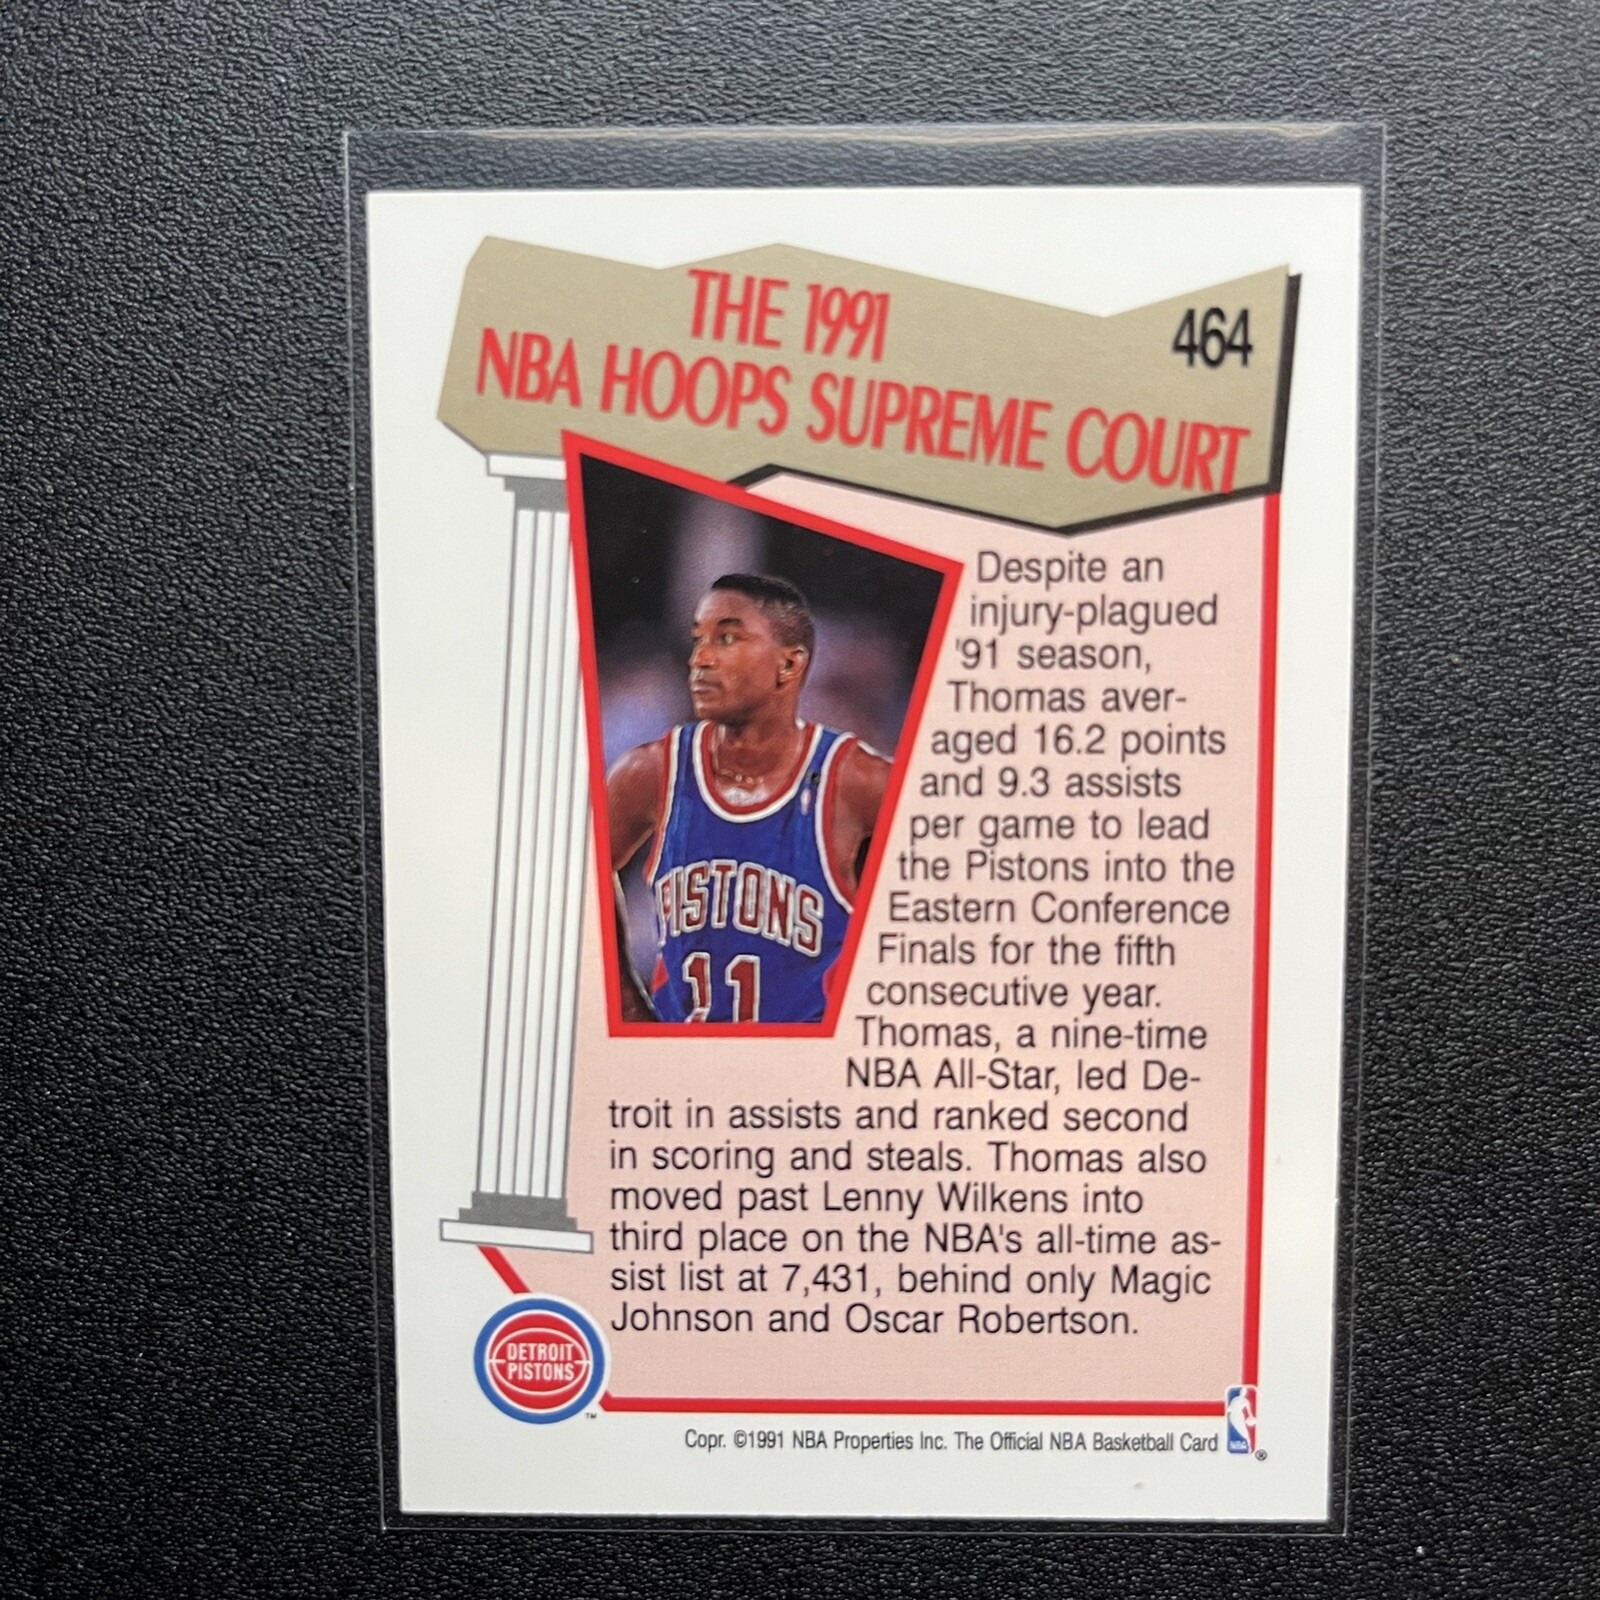 THE 1991
NBA HOOPS SUPREME COURT
464
Despite an
injury-plagued
'91 season,
Thomas aver-
aged 16.2 points
and 9.3 assists
per game to lead
the Pistons into the
Eastern Conference
Finals for the fifth
consecutive year.
Thomas, a nine-time
NBA All-Star, led De-
troit in assists and ranked second
in scoring and steals. Thomas also
moved past Lenny Wilkens into
third place on the NBA's all-time as-
sist list at 7,431, behind only Magic
Johnson and Oscar Robertson.
PISTONS
11
DETROIT
PISTONS
TM
Copr. ©1991 NBA Properties Inc. The Official NBA Basketball Card
NBA
®